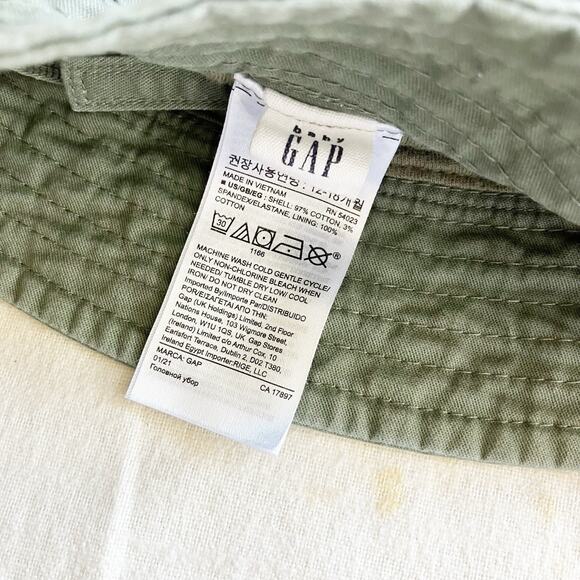 baby
GAP
권장사용연령 : 12-18개월
MADE IN VIETNAM RN 54023
■ US/GB/EG : SHELL: 97% COTTON, 3%
SPANDEX/ELASTANE, LINING: 100%
COTTON
30
®
1166
MACHINE WASH COLD GENTLE CYCLE/
ONLY NON-CHLORINE BLEACH WHEN
NEEDED/ TUMBLE DRY LOW/ COOL
IRON/ DO NOT DRY CLEAN
Imported By/Importe Par/DISTRIBUIDO
POR/ΕΙΣΑΓΕΤΑΙ ΑΠΟ ΤΗΝ:
Gap (UK Holdings) Limited, 2nd Floor
Nations House, 103 Wigmore Street,
London, W1U 1QS, UK Gap Stores
(Ireland) Limited c/o Arthur Cox, 10
Earlsfort Terrace, Dublin 2, D02 T380,
Ireland Egypt Importer:RIGE, LLC
MARCA: GAP
01/21 CA 17897
Головной убор